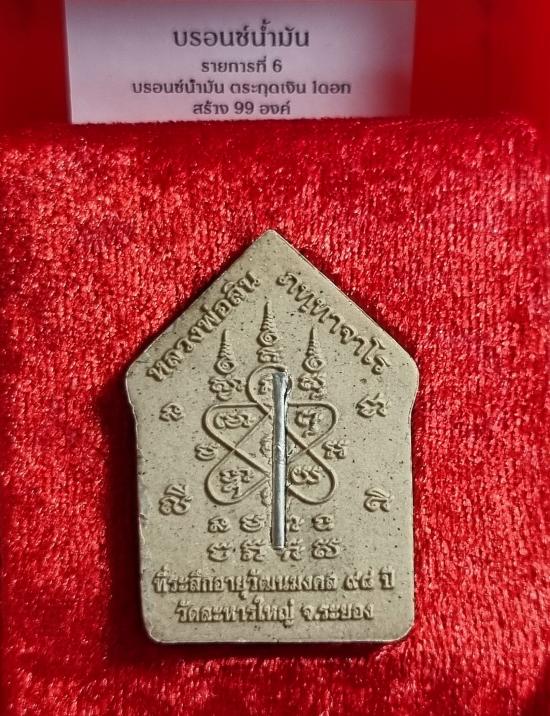 บรอนซ์น้ำมัน
รายการที่ 6
บรอนซ์น้ำมัน ตระกุดเงิน 1ดอก
สร้าง 99 องค์
หลวงพ่อสิน ภทฺทาจาโร
ที่ระลึกอายุวัฒนมงคล ๙๔ ปี
วัดละหารใหญ่ จ.ระยอง